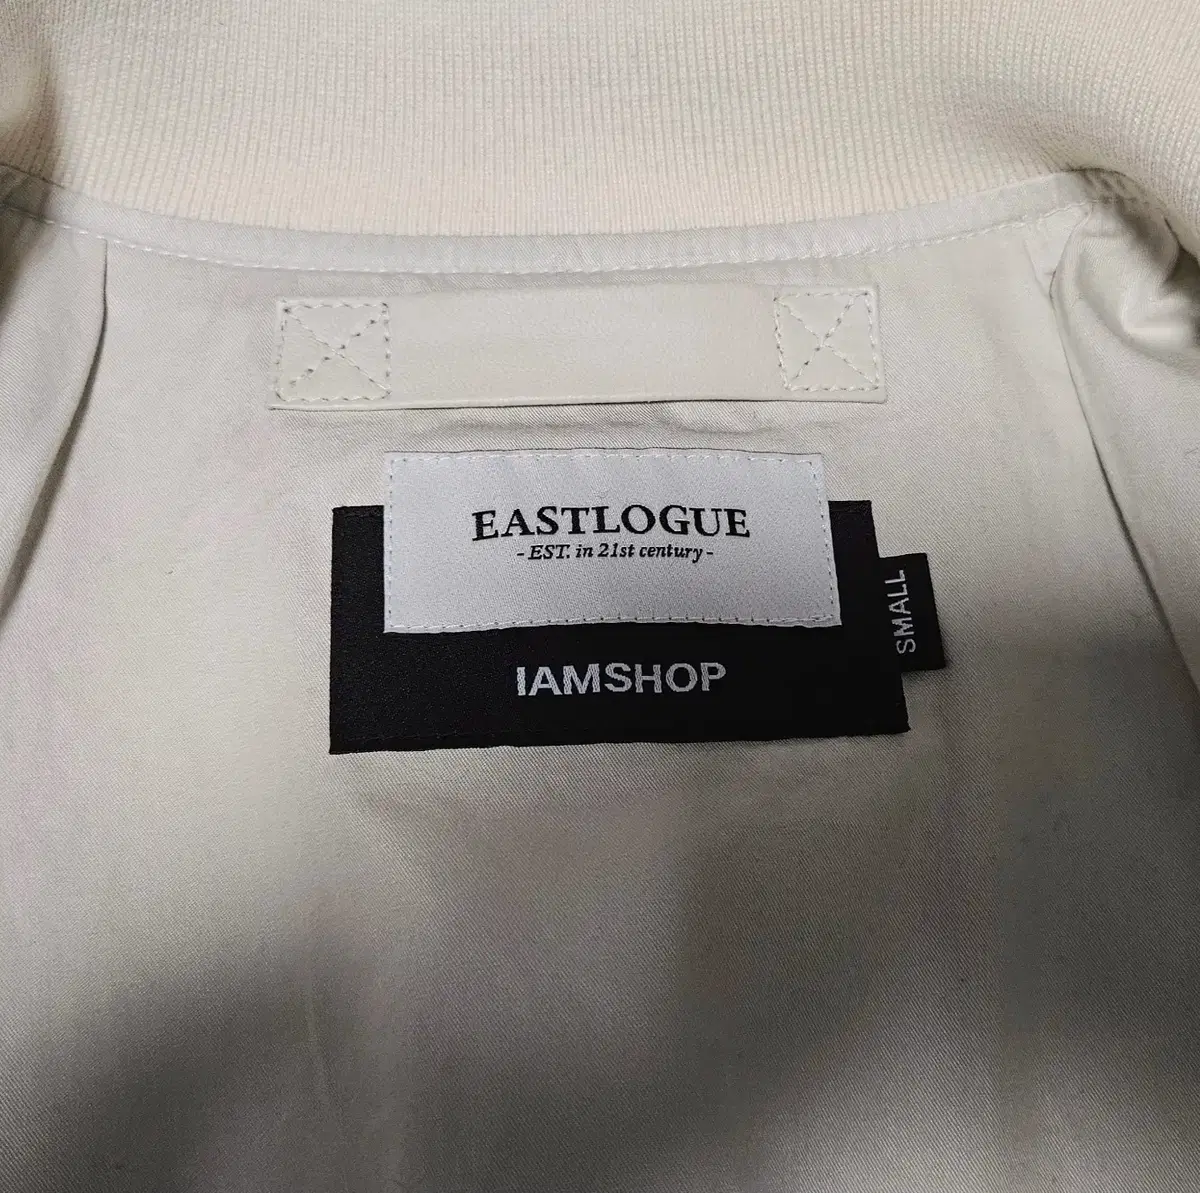 EASTLOGUE
- EST. in 21st century -
IAMSHOP
SMALL